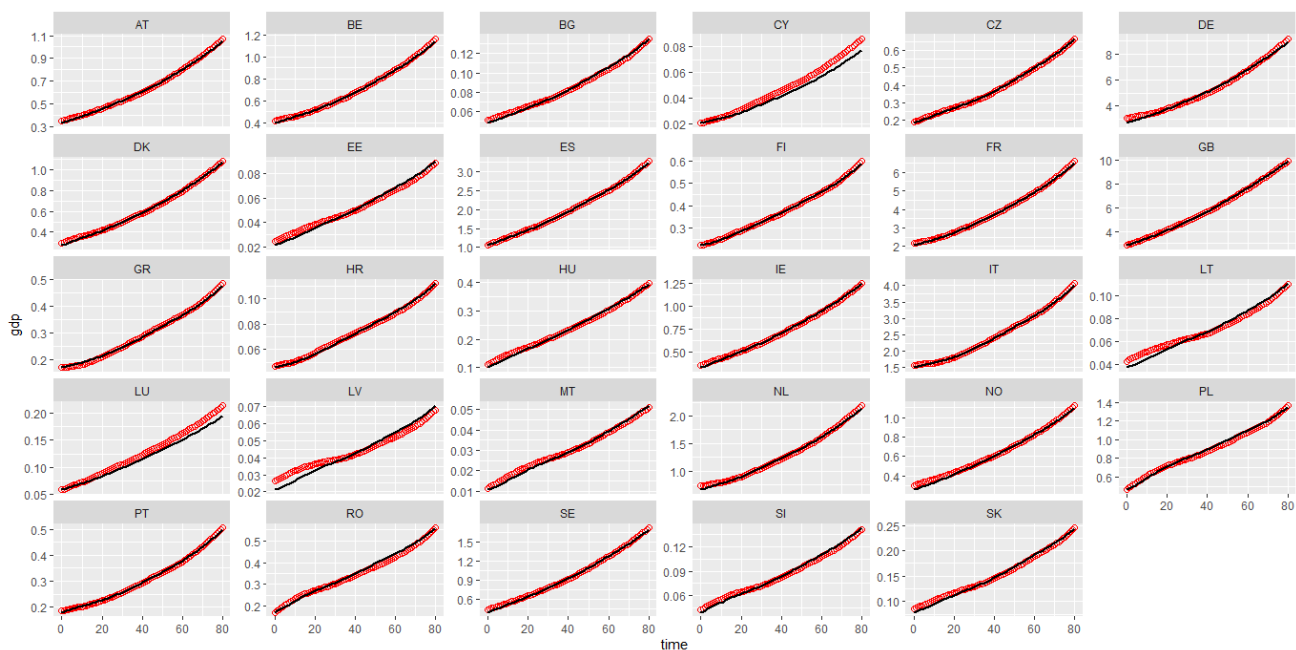 AT BE BG CY CZ DE
1.1 1.2 0.12 0.08 0.6 8
0.9 1.0 0.10 0.06 0.5 6
0.7 0.8 0.08 0.04 0.4 4
0.5 0.6 0.06 0.02 0.3
0.3 0.4 0.2
DK EE ES FI FR GB
1.0 0.08 3.0 0.6 6 10
0.8 0.06 2.5 0.5 5 8
0.6 0.04 2.0 0.4 4 6
0.4 0.02 1.5 0.3 3 4
1.0 2
GR HR HU IE IT LT
0.5 0.10 0.4 1.25 4.0 0.10
0.4 0.08 0.3 1.00 3.5 0.08
0.3 0.06 0.2 0.75 3.0 0.06
0.2 0.1 0.50 2.5 0.04
2.0
1.5
gdp
LU LV MT NL NO PL
0.20 0.07 0.05 2.0 1.0 1.4
0.15 0.06 0.04 1.5 0.8 1.2
0.10 0.05 0.03 1.0 0.6 1.0
0.05 0.04 0.02 0.4 0.8
0.03 0.01 0.6
0.02
0 20 40 60 80
PT RO SE SI SK
0.5 0.5 1.5 0.12 0.25
0.4 0.4 1.2 0.09 0.20
0.3 0.3 0.9 0.06 0.15
0.2 0.2 0.6 0.10
0 20 40 60 80 0 20 40 60 80 0 20 40 60 80 0 20 40 60 80 0 20 40 60 80
time